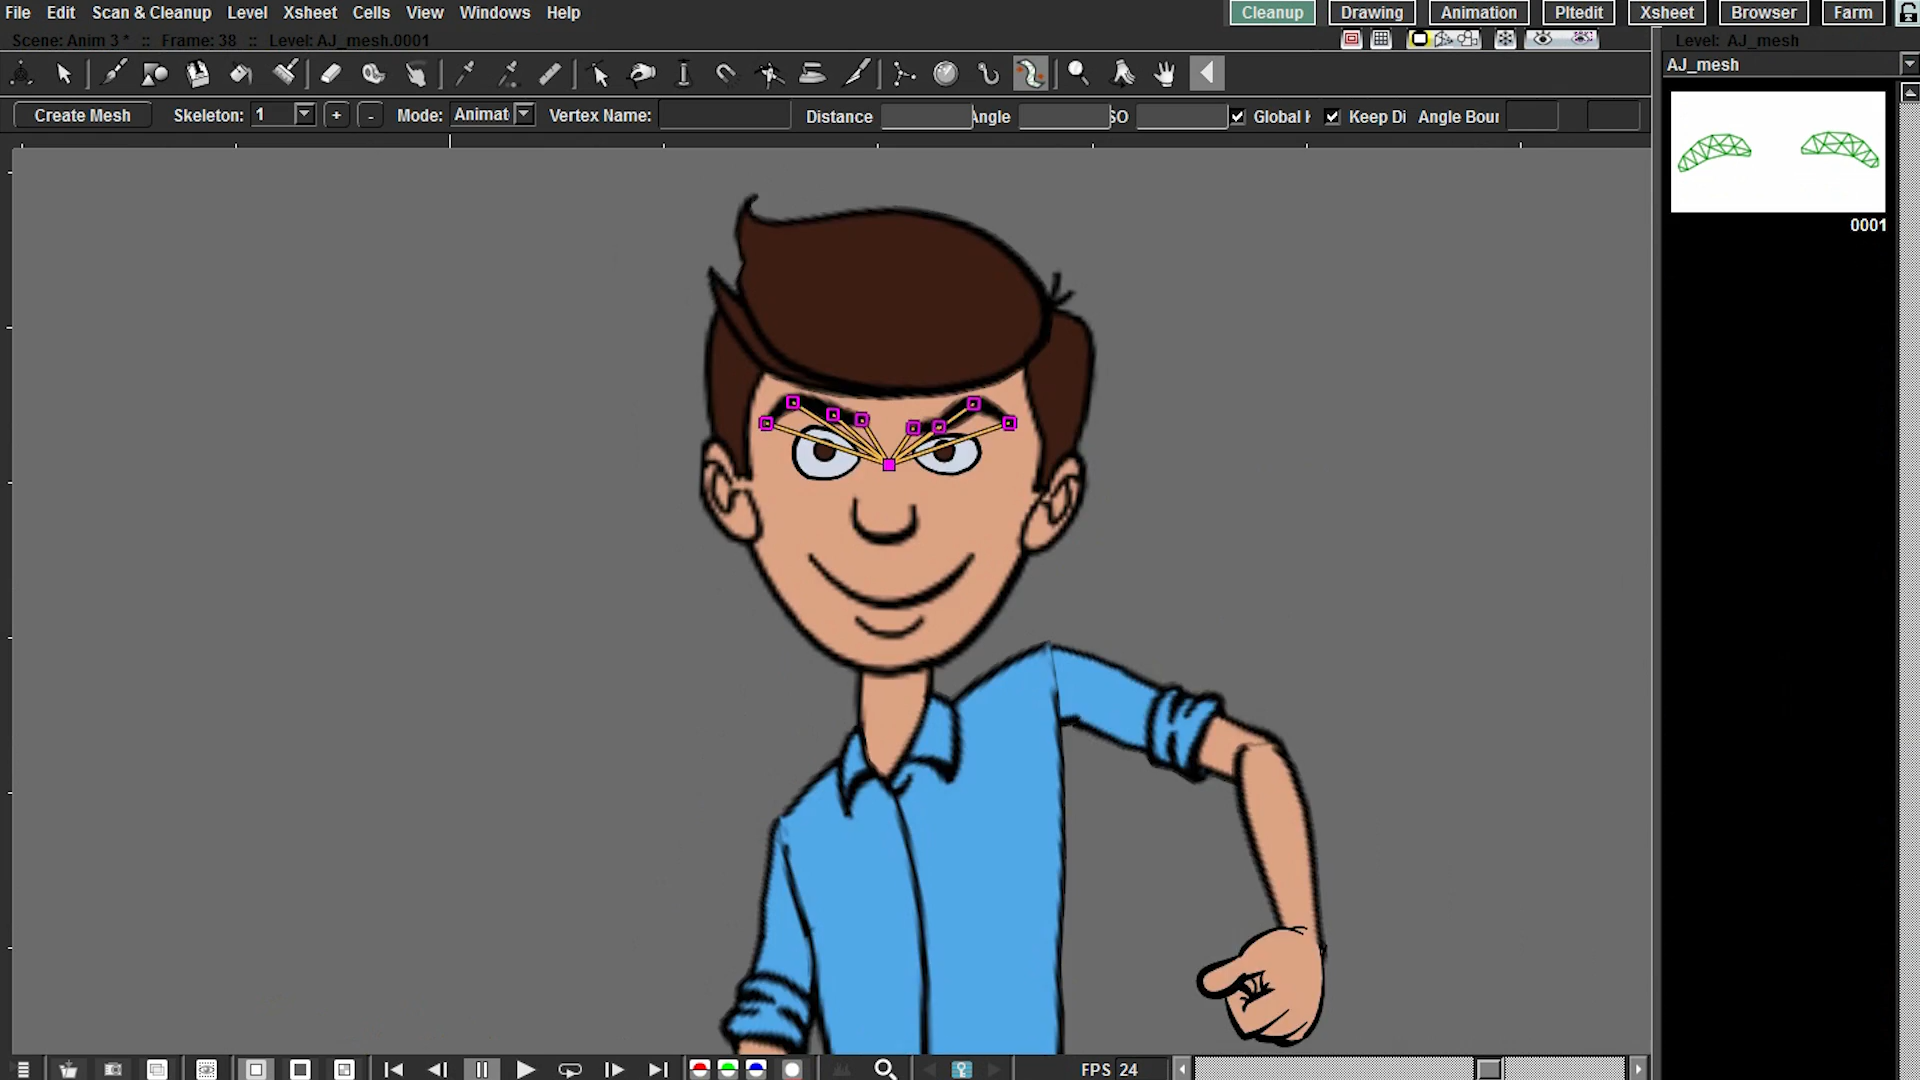 File Edit Scan & Cleanup Level Xsheet Cells View Windows Help Cleanup Drawing Animation Pltedit Xsheet Browser Farm
Scene: Anim 3 * :: Frame: 38 :: Level: AJ_mesh.0001
Level: AJ_mesh
AJ_mesh
Create Mesh Skeleton: 1 + - Mode: Animat Vertex Name: Distance Angle SO Global K Keep Di Angle Bour
0001
FPS 24